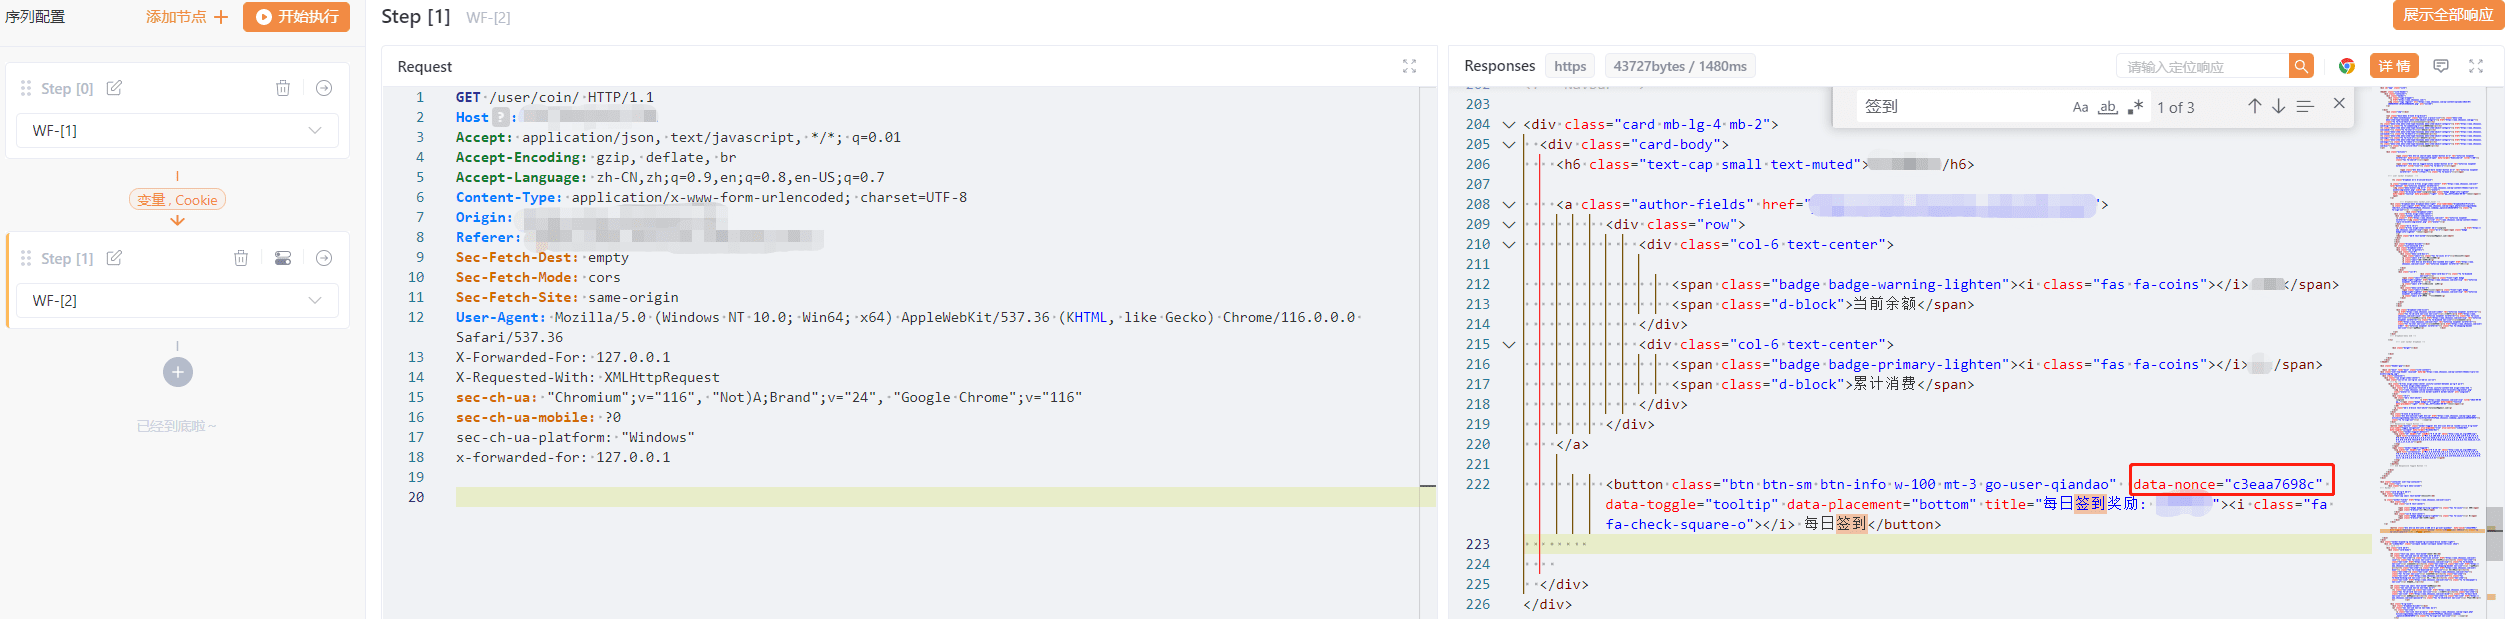 序列配置
添加节点
开始执行
Step [0]
WF-[1]
变量 , Cookie
Step [1]
WF-[2]
已经到底啦～
Step [1] WF-[2]
展示全部响应
Request
1 GET /user/coin/ HTTP/1.1
2 Host ? :
3 Accept: application/json, text/javascript, */*; q=0.01
4 Accept-Encoding: gzip, deflate, br
5 Accept-Language: zh-CN,zh;q=0.9,en;q=0.8,en-US;q=0.7
6 Content-Type: application/x-www-form-urlencoded; charset=UTF-8
7 Origin:
8 Referer:
9 Sec-Fetch-Dest: empty
10 Sec-Fetch-Mode: cors
11 Sec-Fetch-Site: same-origin
12 User-Agent: Mozilla/5.0 (Windows NT 10.0; Win64; x64) AppleWebKit/537.36 (KHTML, like Gecko) Chrome/116.0.0.0
Safari/537.36
13 X-Forwarded-For: 127.0.0.1
14 X-Requested-With: XMLHttpRequest
15 sec-ch-ua: "Chromium";v="116", "Not)A;Brand";v="24", "Google Chrome";v="116"
16 sec-ch-ua-mobile: ?0
17 sec-ch-ua-platform: "Windows"
18 x-forwarded-for: 127.0.0.1
19
20
Responses https 43727bytes / 1480ms
请输入定位响应
详 情
签到 Aa ab 1 of 3
203
204 <div class="card mb-lg-4 mb-2">
205 <div class="card-body">
206 <h6 class="text-cap small text-muted"> /h6>
207
208 <a class="author-fields" href=" ">
209 <div class="row">
210 <div class="col-6 text-center">
211
212 <span class="badge badge-warning-lighten"><i class="fas fa-coins"></i> </span>
213 <span class="d-block">当前余额</span>
214 </div>
215 <div class="col-6 text-center">
216 <span class="badge badge-primary-lighten"><i class="fas fa-coins"></i> /span>
217 <span class="d-block">累计消费</span>
218 </div>
219 </div>
220 </a>
221
222 <button class="btn btn-sm btn-info w-100 mt-3 go-user-qiandao" data-nonce="c3eaa7698c"
data-toggle="tooltip" data-placement="bottom" title="每日签到奖励: "><i class="fa
fa-check-square-o"></i> 每日签到</button>
223
224
225 </div>
226 </div>